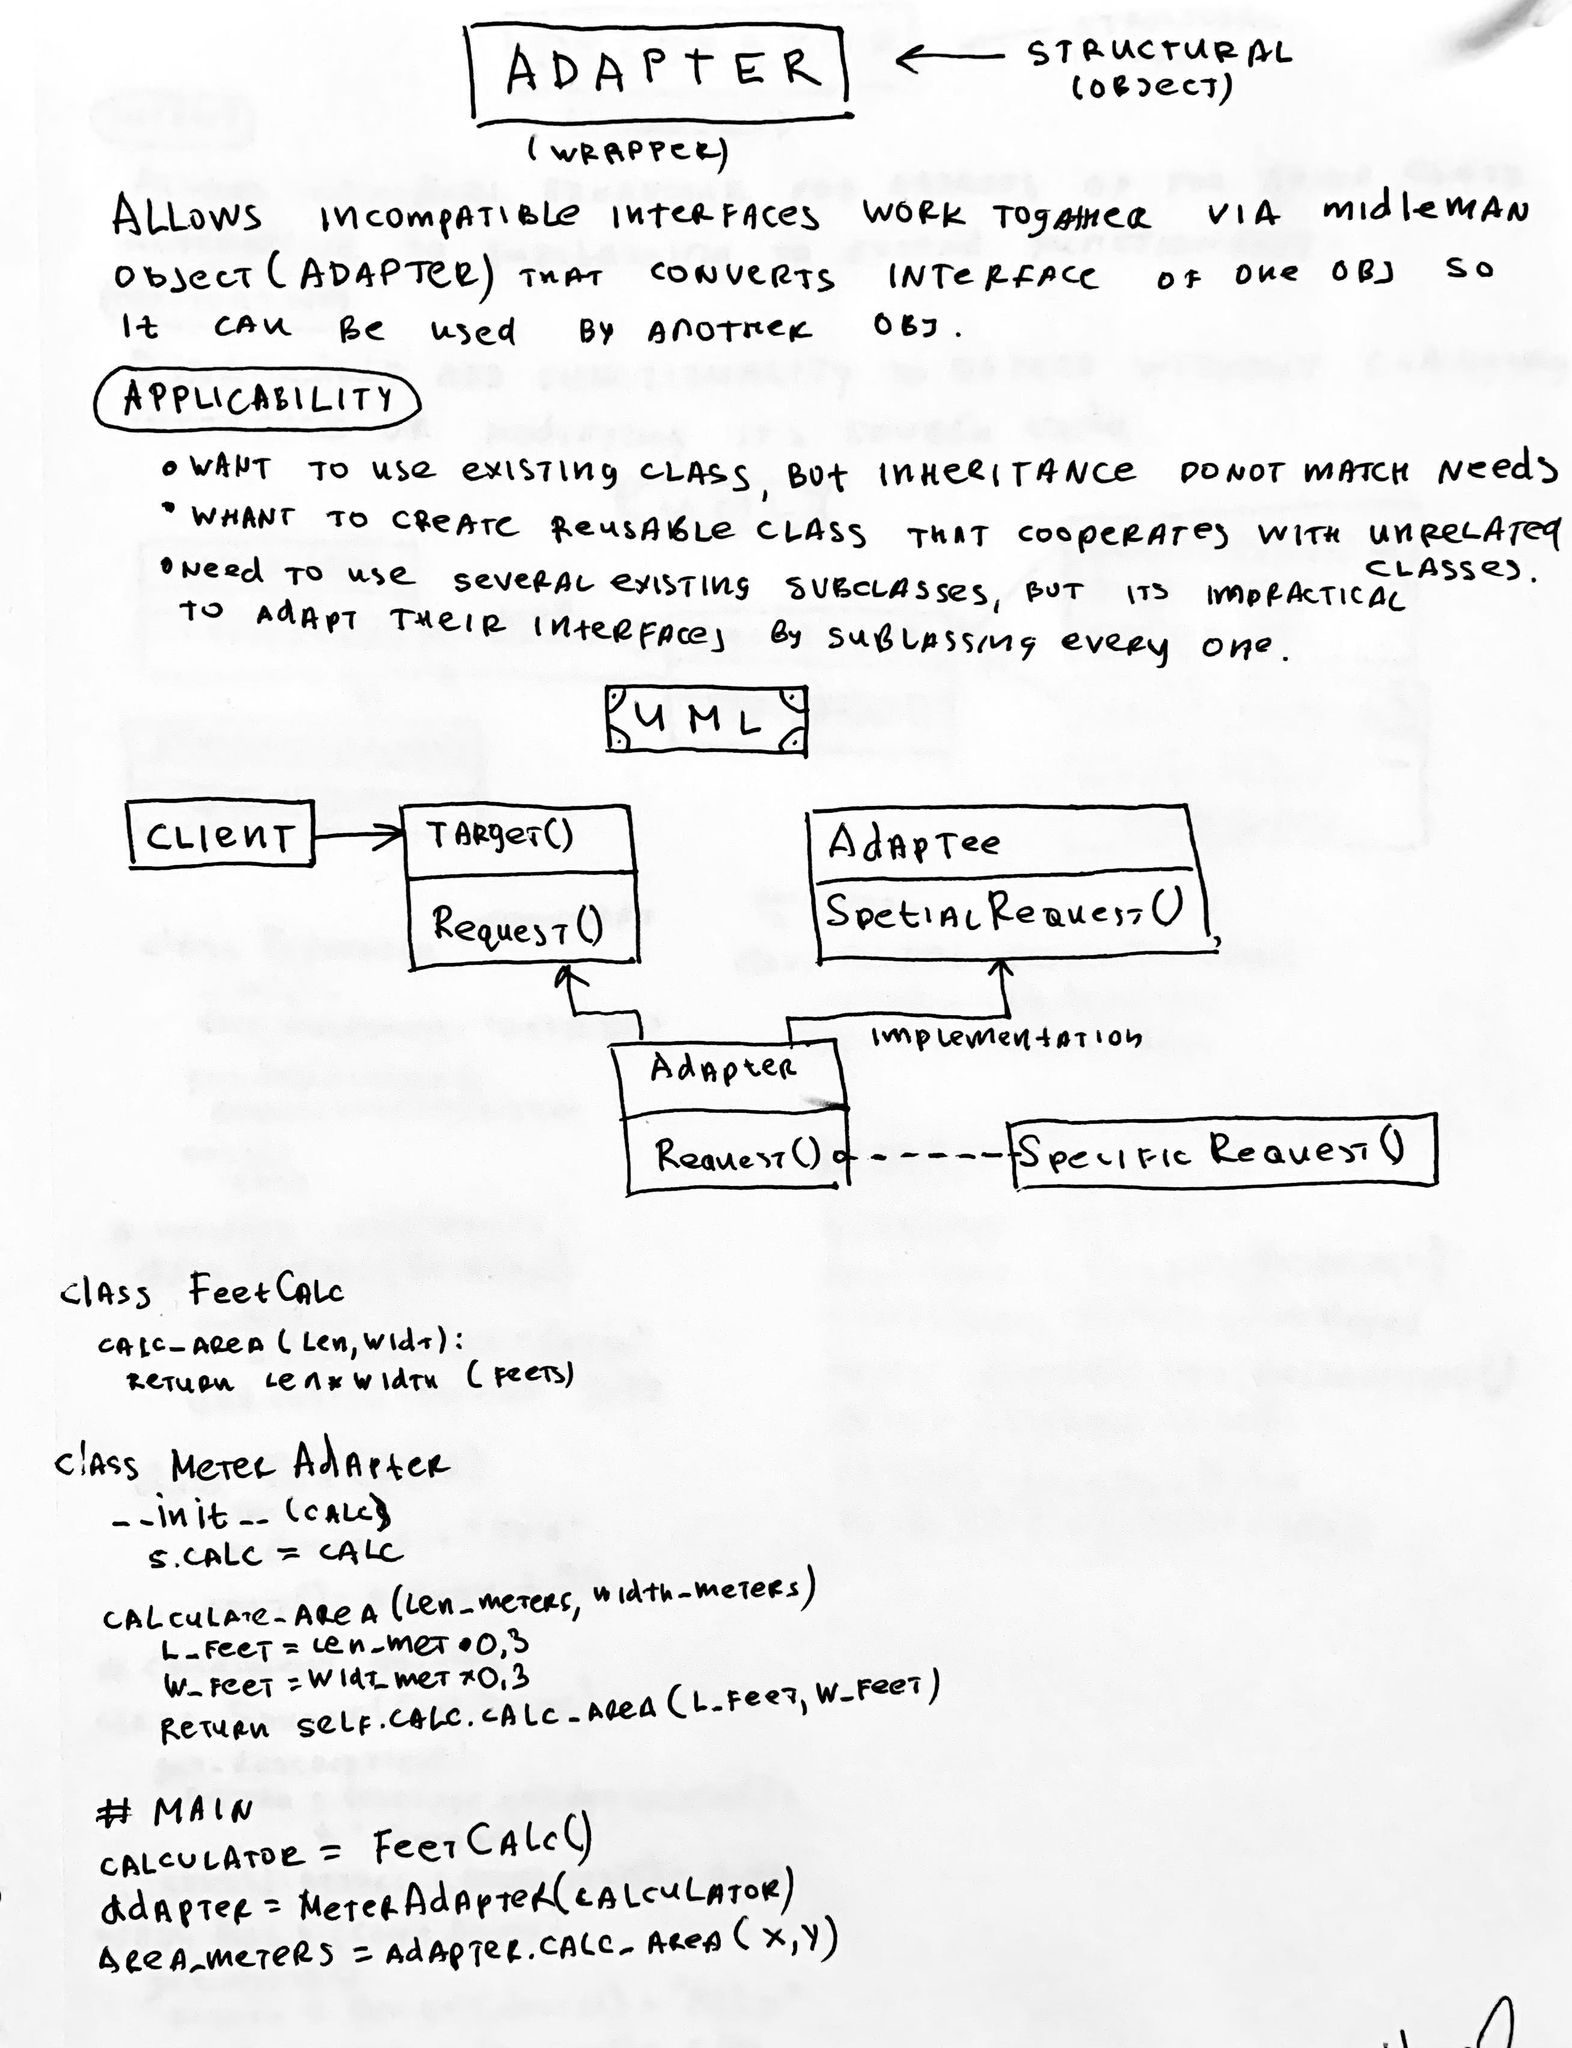 ADAPTER
STRUCTURAL
(OBJECT)
(WRAPPER)
ALLOWS INCOMPATIBLE INTERFACES WORK TOGATHER VIA MIDLEMAN
OBJECT (ADAPTER) THAT CONVERTS INTERFACE OF ONE OBJ SO
IT CAN BE USED BY ANOTHER OBJ.
APPLICABILITY
• WANT TO USE EXISTING CLASS, BUT INHERITANCE DO NOT MATCH NEEDS
• WHANT TO CREATE REUSABLE CLASS THAT COOPERATES WITH UNRELATED
CLASSES.
• NEED TO USE SEVERAL EXISTING SUBCLASSES, BUT ITS IMPRACTICAL
TO ADAPT THEIR INTERFACES BY SUBLASSING EVERY ONE.
UML
CLIENT
TARGET()
REQUEST()
ADAPTEE
SPETIALREQUEST()
IMPLEMENTATION
ADAPTER
REQUEST()
SPECIFIC REQUEST()
class FeetCALC
CALC_AREA (LEN, WIDT):
RETURN LEN * WIDTH (FEETS)
class METER ADAPTER
__init__ (CALC)
S.CALC = CALC
CALCULATE_AREA (LEN_METERS, WIDTH_METERS)
L_FEET = LEN_MET * 0,3
W_FEET = WIDT_MET * 0,3
RETURN SELF.CALC.CALC_AREA (L_FEET, W_FEET)
# MAIN
CALCULATOR = FEETCALC()
ADAPTER = METERADAPTER(CALCULATOR)
AREA_METERS = ADAPTER.CALC_AREA (X,Y)